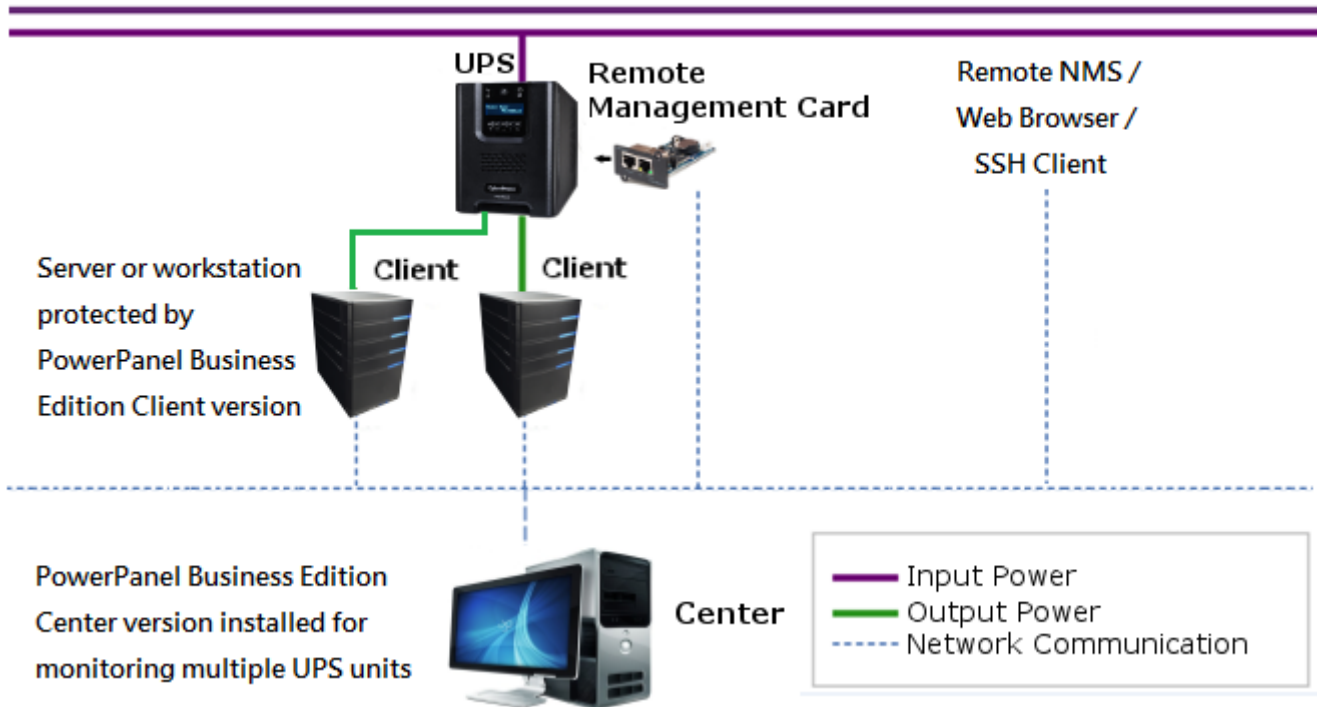 UPS
Remote
Management Card
Remote NMS /
Web Browser /
SSH Client
Server or workstation
protected by
PowerPanel Business
Edition Client version
Client
Client
PowerPanel Business Edition
Center version installed for
monitoring multiple UPS units
Center
Input Power
Output Power
Network Communication